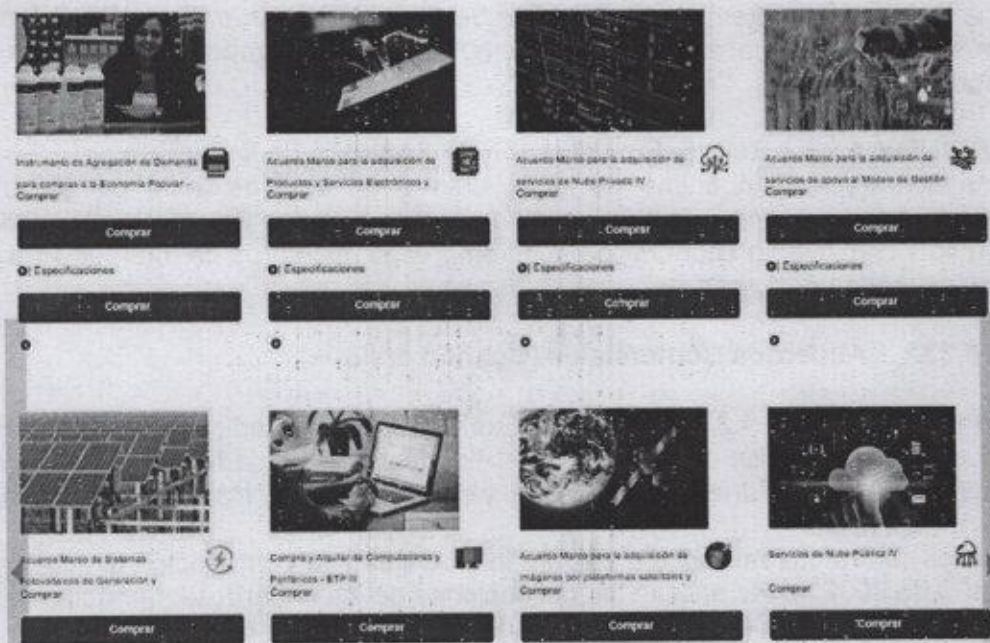 Instrumento de Agregación de Demanda
para compras a la Economía Popular -
Comprar
Comprar
| Especificaciones
Comprar
Acuerdo Marco para la adquisición de
Productos y Servicios Electrónicos y
Comprar
Comprar
| Especificaciones
Comprar
Acuerdo Marco para la adquisición de
servicios de Nube Privada IV
Comprar
Comprar
| Especificaciones
Comprar
Acuerdo Marco para la adquisición de
servicios de apoyo al Modelo de Gestión
Comprar
Comprar
| Especificaciones
Comprar
Acuerdo Marco de Sistemas
Fotovoltaicos de Generación y
Comprar
Comprar
Compra y Alquiler de Computadores y
Periféricos - ETP III
Comprar
Comprar
Acuerdo Marco para la adquisición de
imágenes por plataformas satelitales y
Comprar
Comprar
Servicios de Nube Pública IV
Comprar
Comprar